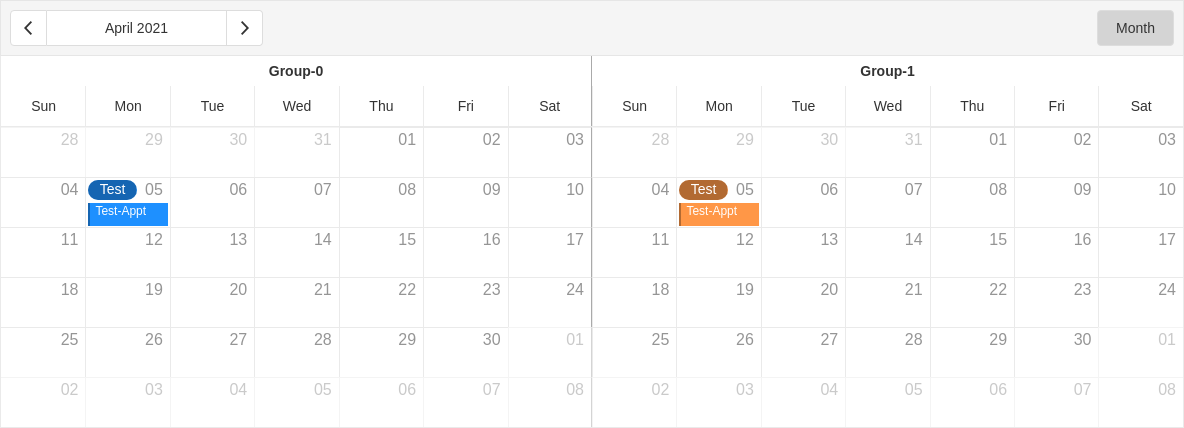 April 2021 Month
Group-0 Group-1
Sun Mon Tue Wed Thu Fri Sat Sun Mon Tue Wed Thu Fri Sat
28 29 30 31 01 02 03 28 29 30 31 01 02 03
04 Test 05 06 07 08 09 10 04 Test 05 06 07 08 09 10
Test-Appt Test-Appt
11 12 13 14 15 16 17 11 12 13 14 15 16 17
18 19 20 21 22 23 24 18 19 20 21 22 23 24
25 26 27 28 29 30 01 25 26 27 28 29 30 01
02 03 04 05 06 07 08 02 03 04 05 06 07 08